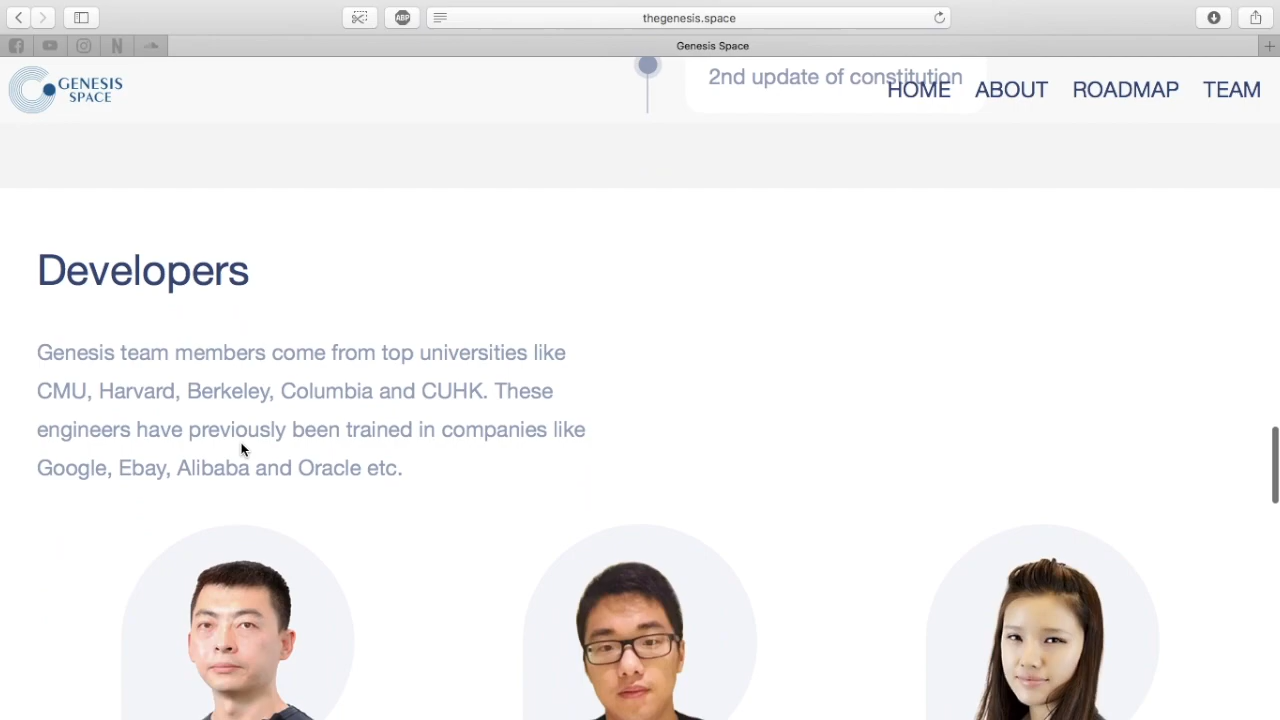 thegenesis.space
Genesis Space
GENESIS
SPACE
2nd update of constitution
HOME ABOUT ROADMAP TEAM
Developers
Genesis team members come from top universities like
CMU, Harvard, Berkeley, Columbia and CUHK. These
engineers have previously been trained in companies like
Google, Ebay, Alibaba and Oracle etc.
ABP
N